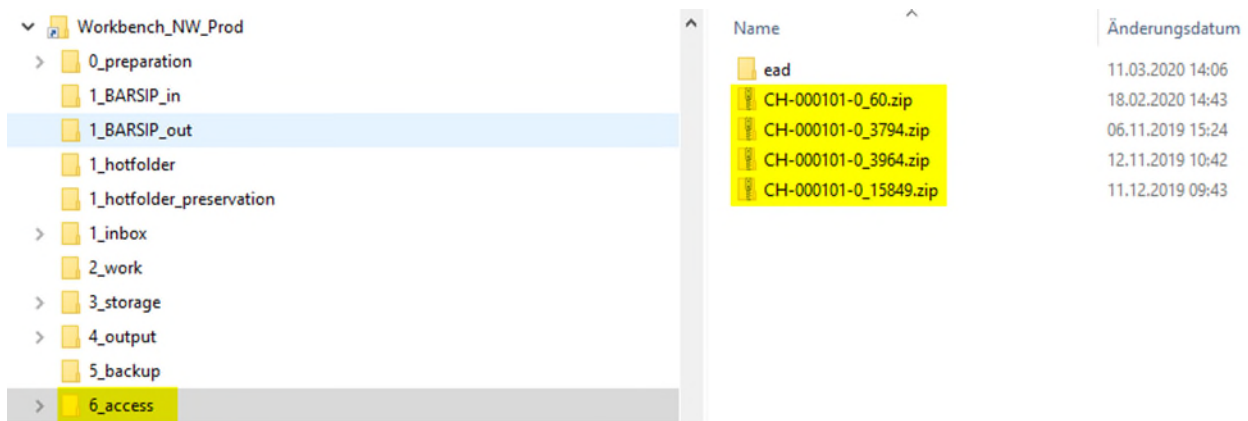 Workbench_NW_Prod
0_preparation
1_BARSIP_in
1_BARSIP_out
1_hotfolder
1_hotfolder_preservation
1_inbox
2_work
3_storage
4_output
5_backup
6_access
Name Änderungsdatum
ead 11.03.2020 14:06
CH-000101-0_60.zip 18.02.2020 14:43
CH-000101-0_3794.zip 06.11.2019 15:24
CH-000101-0_3964.zip 12.11.2019 10:42
CH-000101-0_15849.zip 11.12.2019 09:43